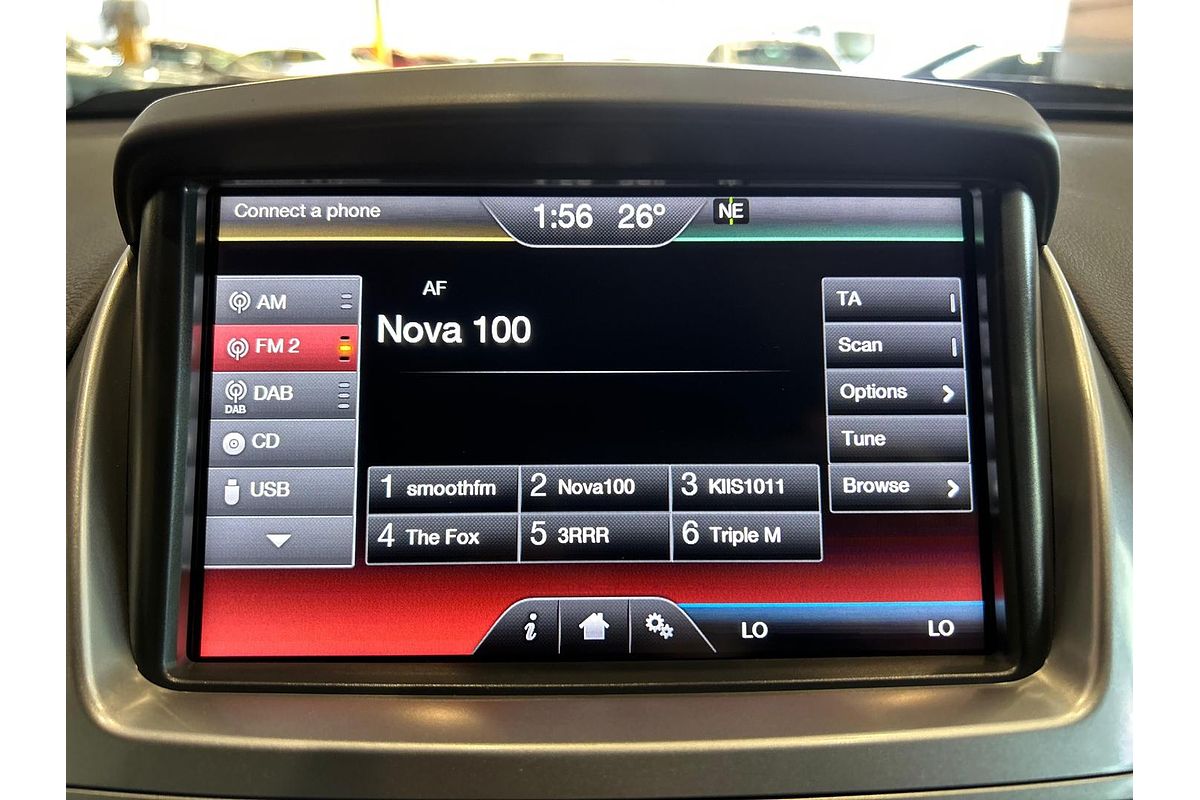 Connect a phone
1:56 26º
NE
AM
FM 2
DAB
DAB
CD
USB
AF
Nova 100
1 smoothfm
2 Nova100
3 KIIS1011
4 The Fox
5 3RRR
6 Triple M
TA
Scan
Options
Tune
Browse
i
LO
LO